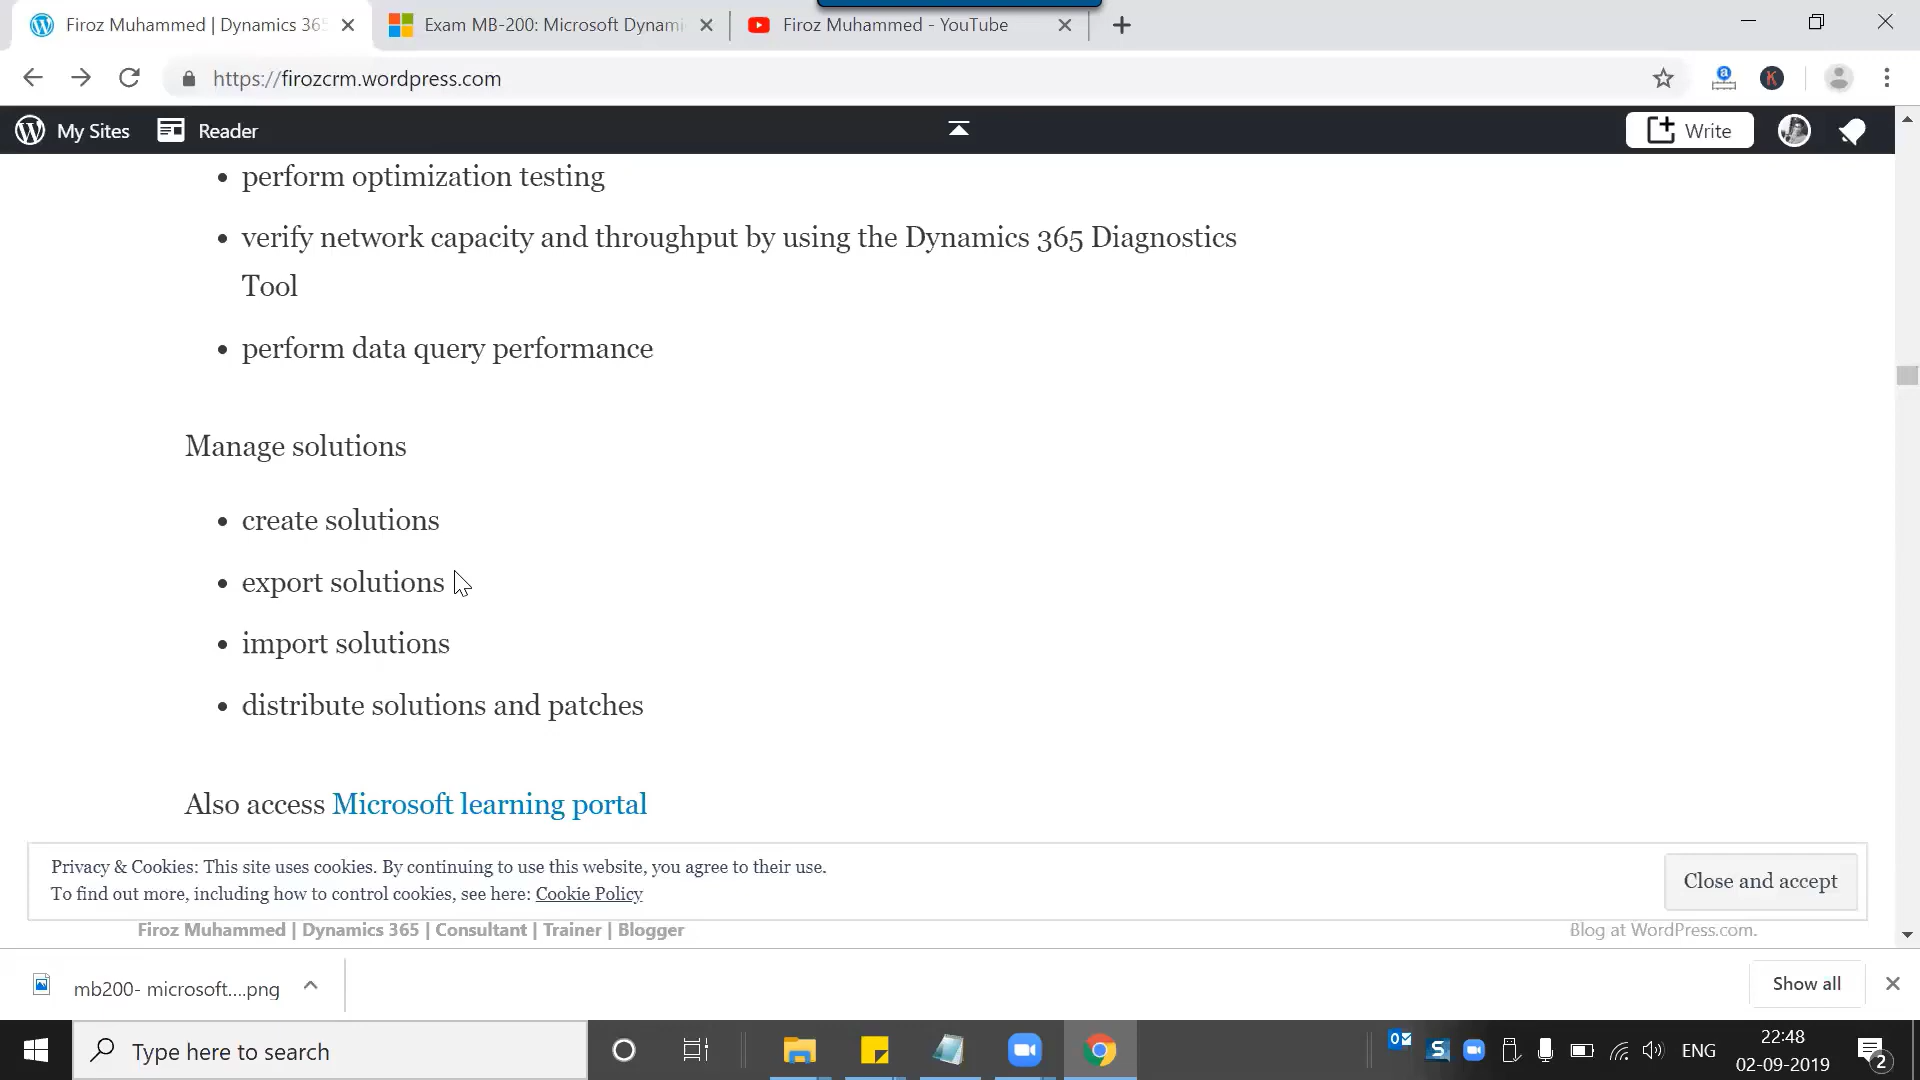 Firoz Muhammed | Dynamics 365
Exam MB-200: Microsoft Dynami
Firoz Muhammed - YouTube
https://firozcrm.wordpress.com
My Sites
Reader
Write
perform optimization testing
verify network capacity and throughput by using the Dynamics 365 Diagnostics
Tool
perform data query performance
Manage solutions
create solutions
export solutions
import solutions
distribute solutions and patches
Also access Microsoft learning portal
Privacy & Cookies: This site uses cookies. By continuing to use this website, you agree to their use.
To find out more, including how to control cookies, see here: Cookie Policy
Close and accept
Firoz Muhammed | Dynamics 365 | Consultant | Trainer | Blogger
Blog at WordPress.com.
mb200- microsoft....png
Show all
Type here to search
ENG
22:48
02-09-2019
2